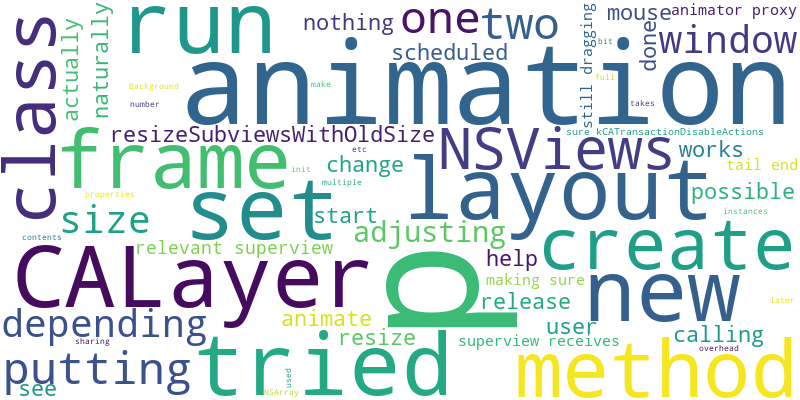 class
actually
naturally
run
nothing
one
two
mouse
animator proxy
scheduled
still dragging
bit
done
window
Background
number
make
full
takes
animation
resizeSubviewsWithOldSize
sure kCATransactionDisableActions
frame
etc
change
NSViews
works
tail end
init
multiple
layout
possible
properties
set
start
instances
size
contents
relevant superview
adjusting
d
help
create
CALayer
making sure
new
later
depending
animate
release
user
calling
sharing
resize
superview receives
overhead
putting
tried
method
see
used
NSArray